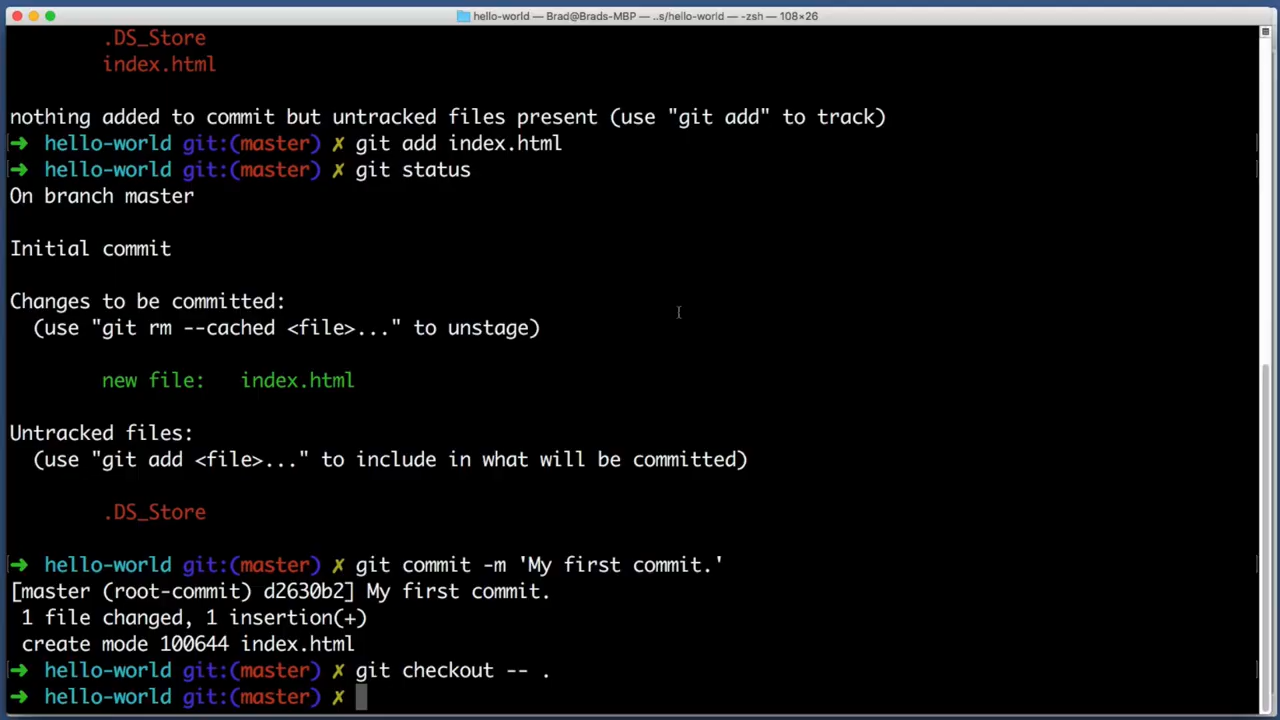 hello-world — Brad@Brads-MBP — ..s/hello-world — -zsh — 108×26
.DS_Store
index.html
nothing added to commit but untracked files present (use "git add" to track)
➜ hello-world git:(master) ✗ git add index.html
➜ hello-world git:(master) ✗ git status
On branch master
Initial commit
Changes to be committed:
(use "git rm --cached <file>..." to unstage)
new file: index.html
Untracked files:
(use "git add <file>..." to include in what will be committed)
.DS_Store
➜ hello-world git:(master) ✗ git commit -m 'My first commit.'
[master (root-commit) d2630b2] My first commit.
1 file changed, 1 insertion(+)
create mode 100644 index.html
➜ hello-world git:(master) ✗ git checkout -- .
➜ hello-world git:(master) ✗